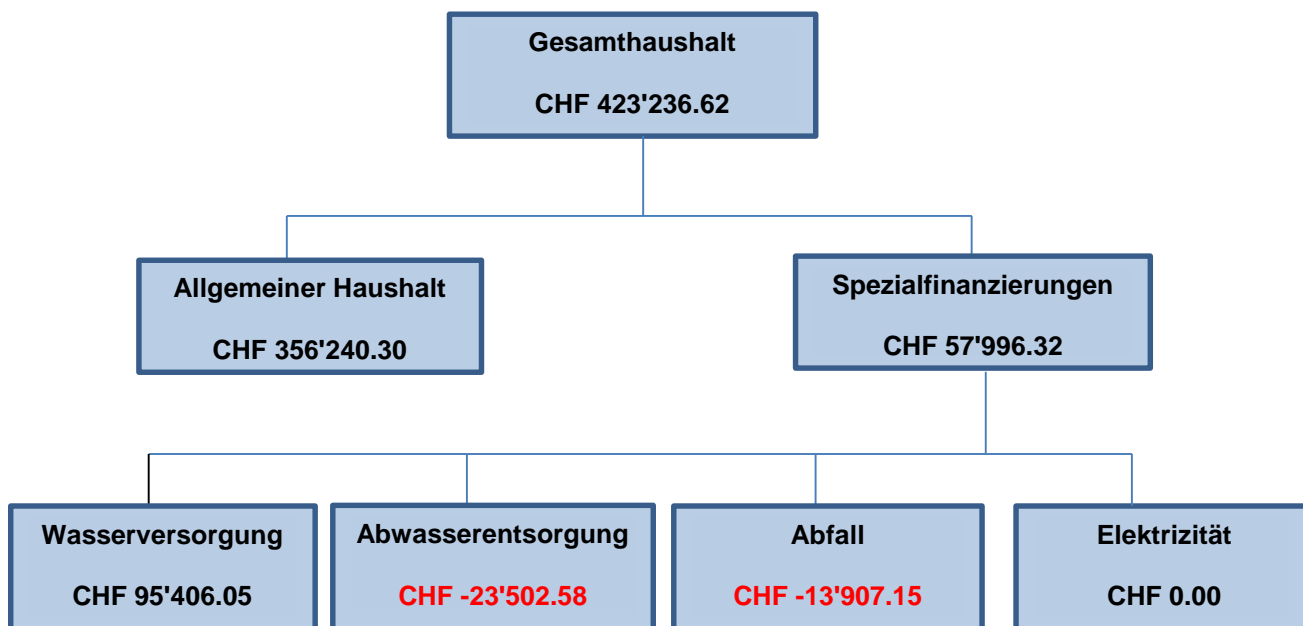 Gesamthaushalt
CHF 423'236.62
Allgemeiner Haushalt
CHF 356'240.30
Spezialfinanzierungen
CHF 57'996.32
Wasserversorgung
CHF 95'406.05
Abwasserentsorgung
CHF -23'502.58
Abfall
CHF -13'907.15
Elektrizität
CHF 0.00